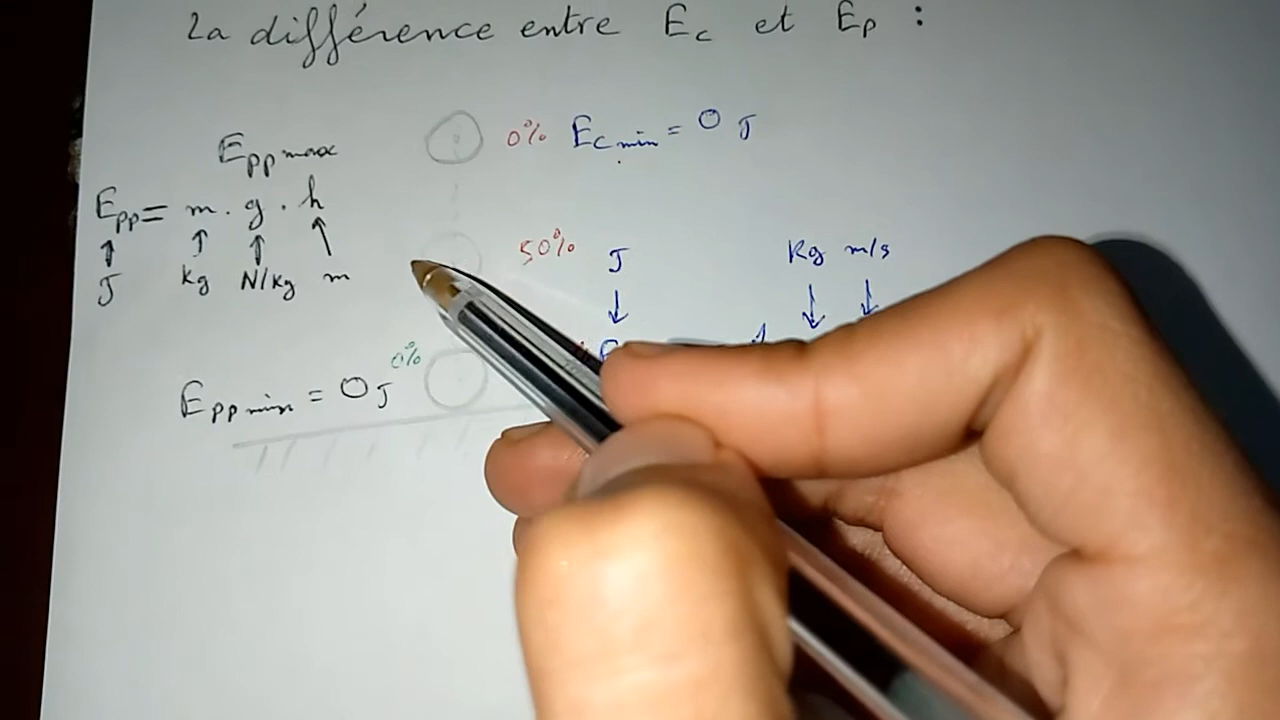 La différence entre Ec et Ep :
0% Ec min = 0 J
Epp max
Epp = m . g . h
J kg N/kg m
50% J
Kg m/s
0%
Epp min = 0 J